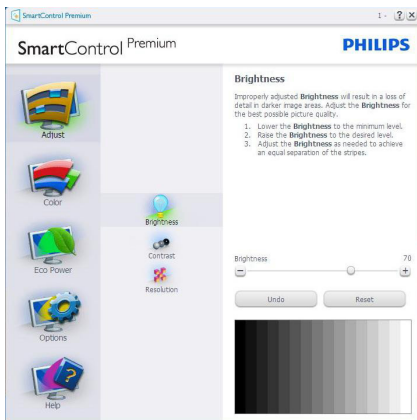 SmartControl Premium
1 - ? X
SmartControl Premium
PHILIPS
Adjust
Color
Eco Power
Options
Help
Brightness
Contrast
Resolution
Brightness
Improperly adjusted Brightness will result in a loss of
detail in darker image areas. Adjust the Brightness for
the best possible picture quality.
1. Lower the Brightness to the minimum level.
2. Raise the Brightness to the desired level.
3. Adjust the Brightness as needed to achieve
an equal separation of the stripes.
Brightness 70
Undo Reset